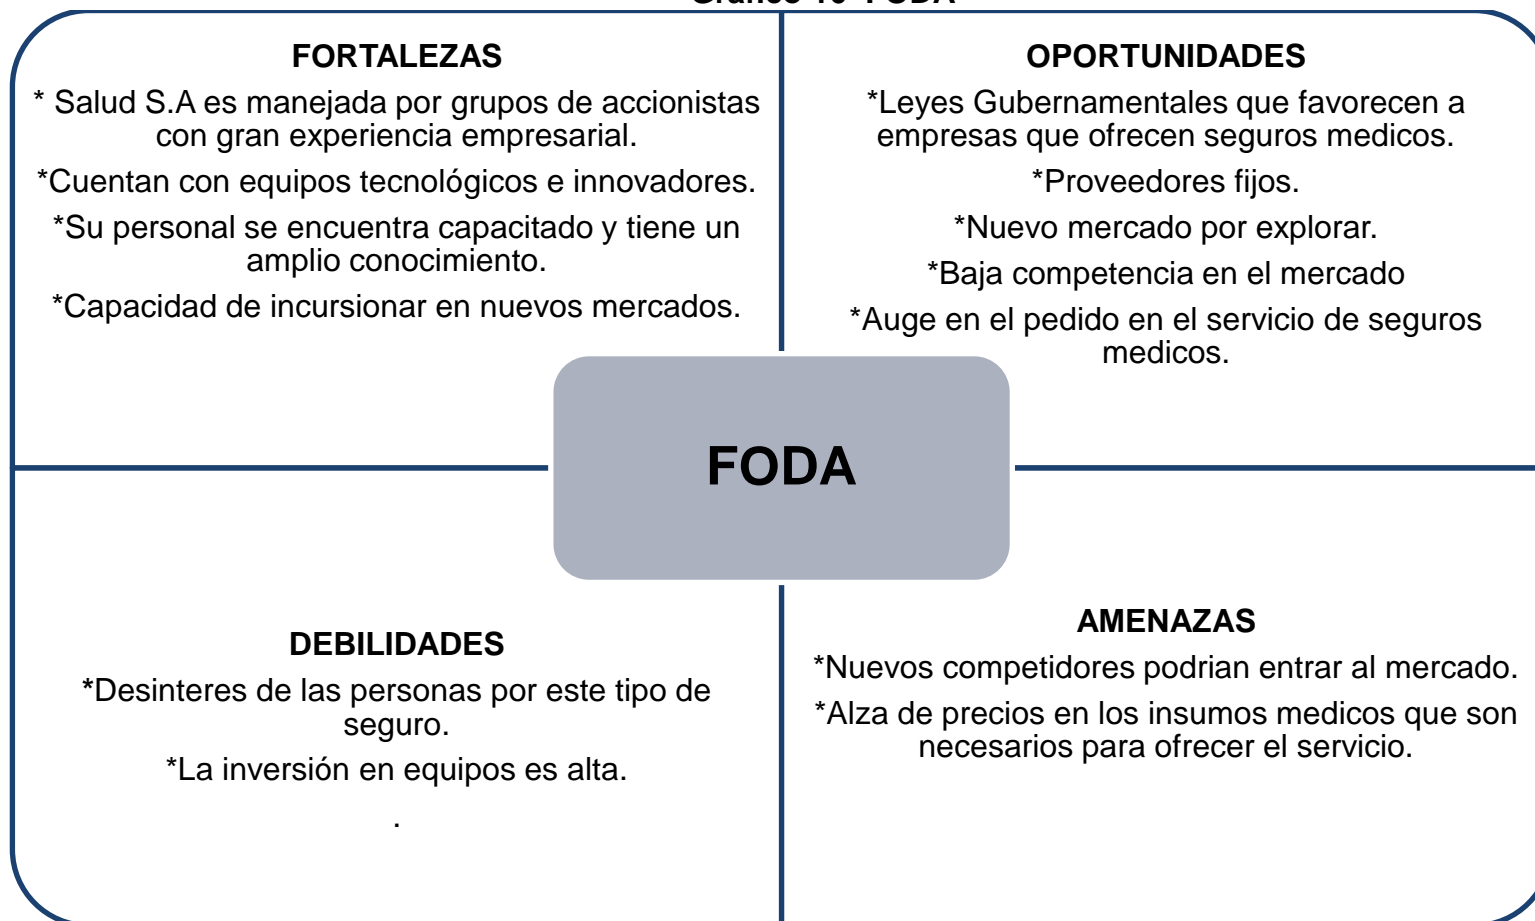 FORTALEZAS
* Salud S.A es manejada por grupos de accionistas
con gran experiencia empresarial.
*Cuentan con equipos tecnológicos e innovadores.
*Su personal se encuentra capacitado y tiene un
amplio conocimiento.
*Capacidad de incursionar en nuevos mercados.
OPORTUNIDADES
*Leyes Gubernamentales que favorecen a
empresas que ofrecen seguros medicos.
*Proveedores fijos.
*Nuevo mercado por explorar.
*Baja competencia en el mercado
*Auge en el pedido en el servicio de seguros
medicos.
FODA
DEBILIDADES
*Desinteres de las personas por este tipo de
seguro.
*La inversión en equipos es alta.
.
AMENAZAS
*Nuevos competidores podrian entrar al mercado.
*Alza de precios en los insumos medicos que son
necesarios para ofrecer el servicio.